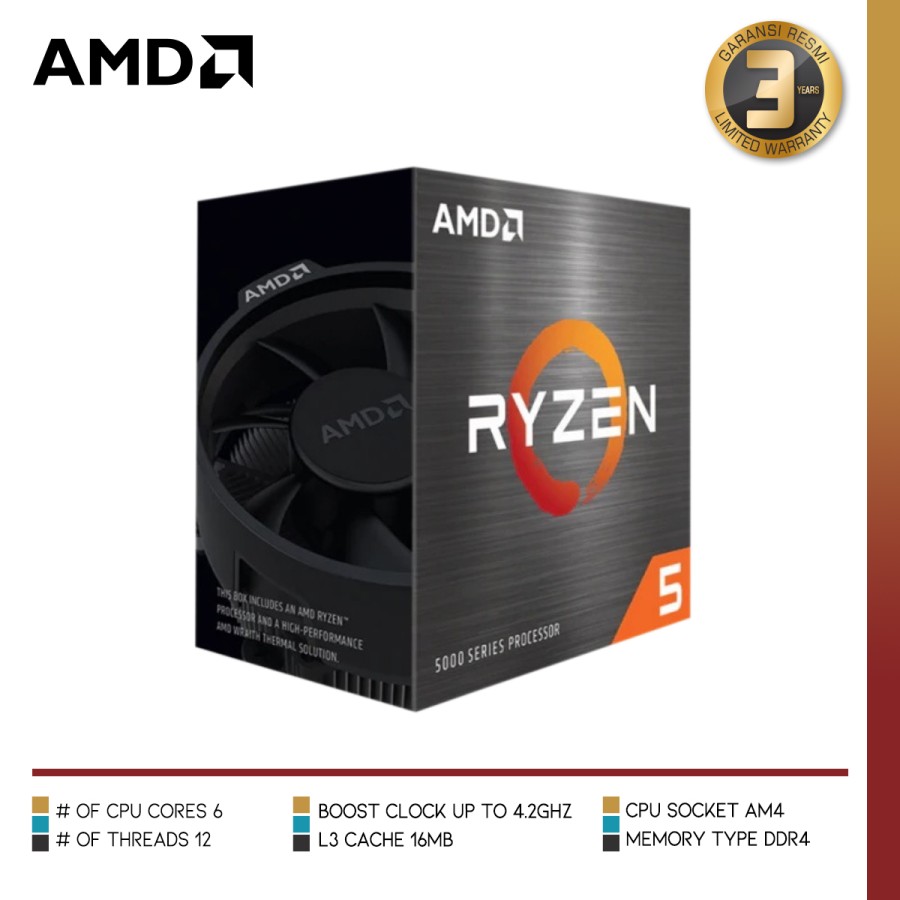 AMD
GARANSI RESMI
3
YEARS
LIMITED WARRANTY
AMD
AMD
AMD
RYZEN
5
THIS BOX INCLUDES AN AMD RYZEN™
PROCESSOR AND A HIGH-PERFORMANCE
AMD WRAITH THERMAL SOLUTION.
5000 SERIES PROCESSOR
# OF CPU CORES 6
# OF THREADS 12
BOOST CLOCK UP TO 4.2GHZ
L3 CACHE 16MB
CPU SOCKET AM4
MEMORY TYPE DDR4